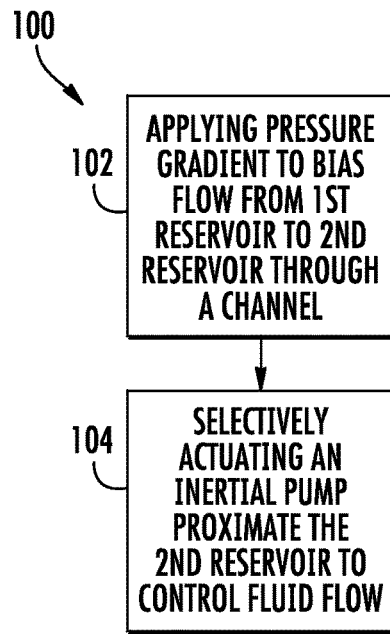 100
102
APPLYING PRESSURE
GRADIENT TO BIAS
FLOW FROM 1ST
RESERVOIR TO 2ND
RESERVOIR THROUGH
A CHANNEL
104
SELECTIVELY
ACTUATING AN
INERTIAL PUMP
PROXIMATE THE
2ND RESERVOIR TO
CONTROL FLUID FLOW